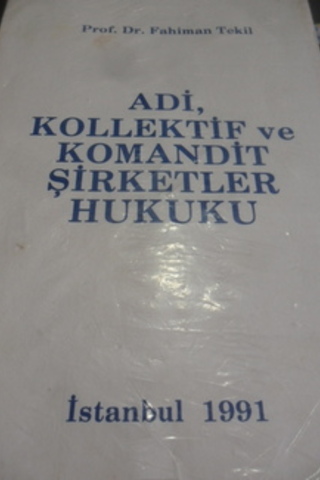 Prof. Dr. Fahiman Tekil
ADİ,
KOLLEKTİF ve
KOMANDİT
ŞİRKETLER
HUKUKU
İstanbul 1991